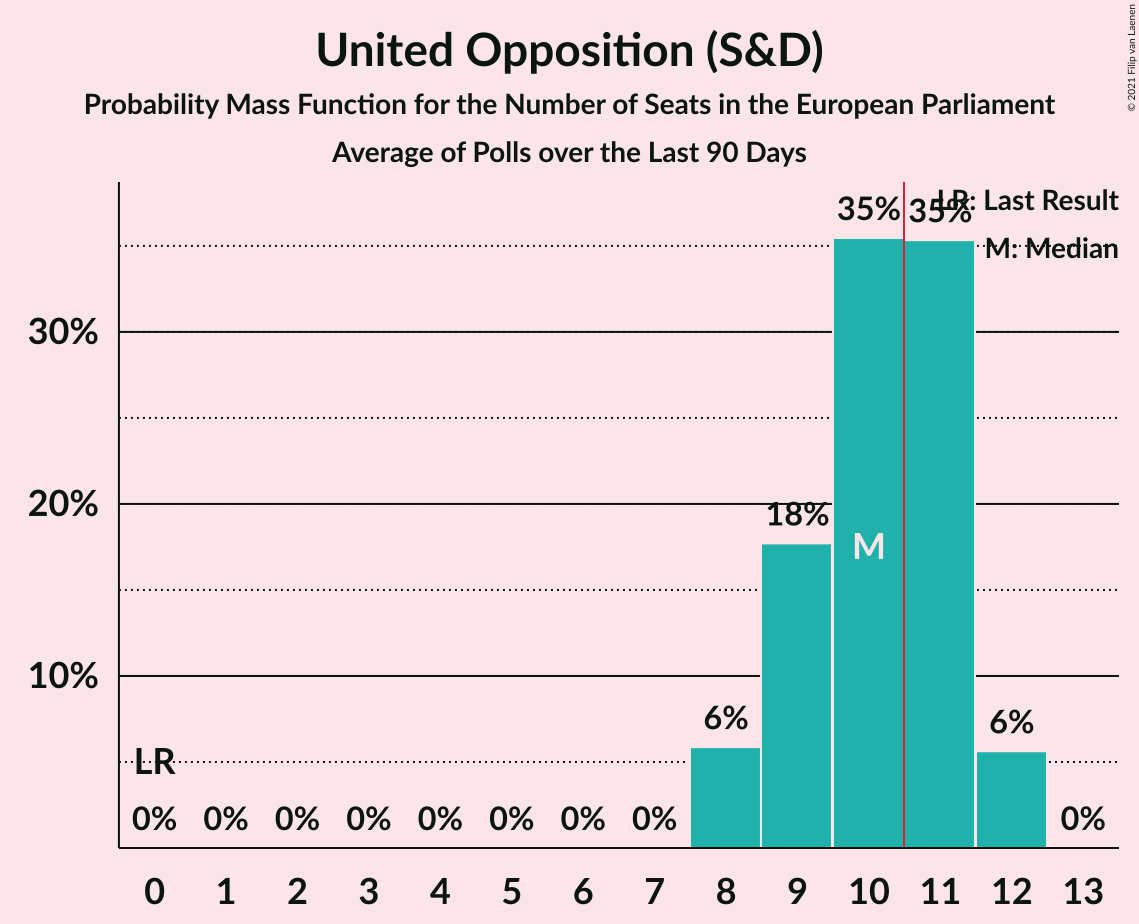 United Opposition (S&D)
Probability Mass Function for the Number of Seats in the European Parliament
Average of Polls over the Last 90 Days
© 2021 Filip van Laenen
LR: Last Result
M: Median
35% 35%
30%
20%
18%
M
10%
6% 6%
LR
0% 0% 0% 0% 0% 0% 0% 0% 0%
0 1 2 3 4 5 6 7 8 9 10 11 12 13